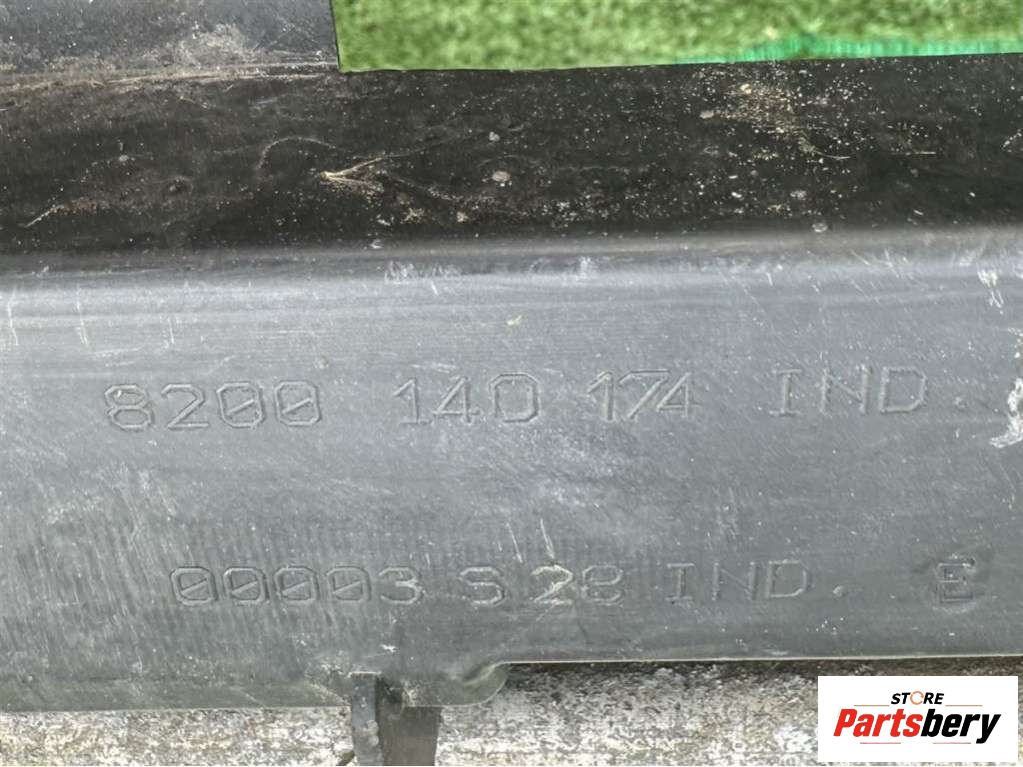 8200 140 174 IND.
00003 S 28 IND. E
STORE
Partsbery